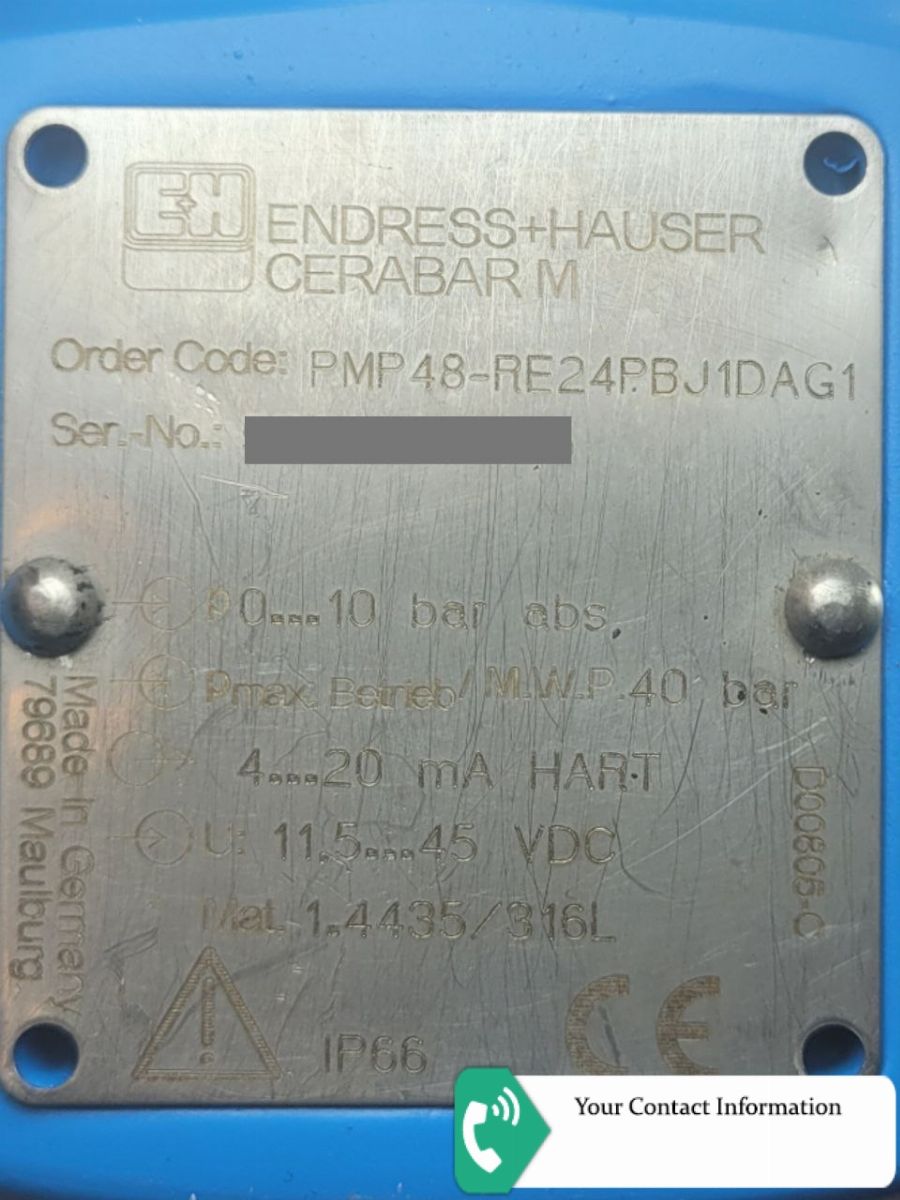 E+H
ENDRESS+HAUSER
CERABAR M
Order Code: PMP48-RE24PBJ1DAG1
Ser.-No.:
P 0...10 bar abs.
Pmax. Betrieb/M.W.P. 40 bar
4...20 mA HART
U: 11,5...45 VDC
Mat. 1.4435/316L
IP66
CE
Made in Germany
79689 Maulburg
D00605-C
Your Contact Information